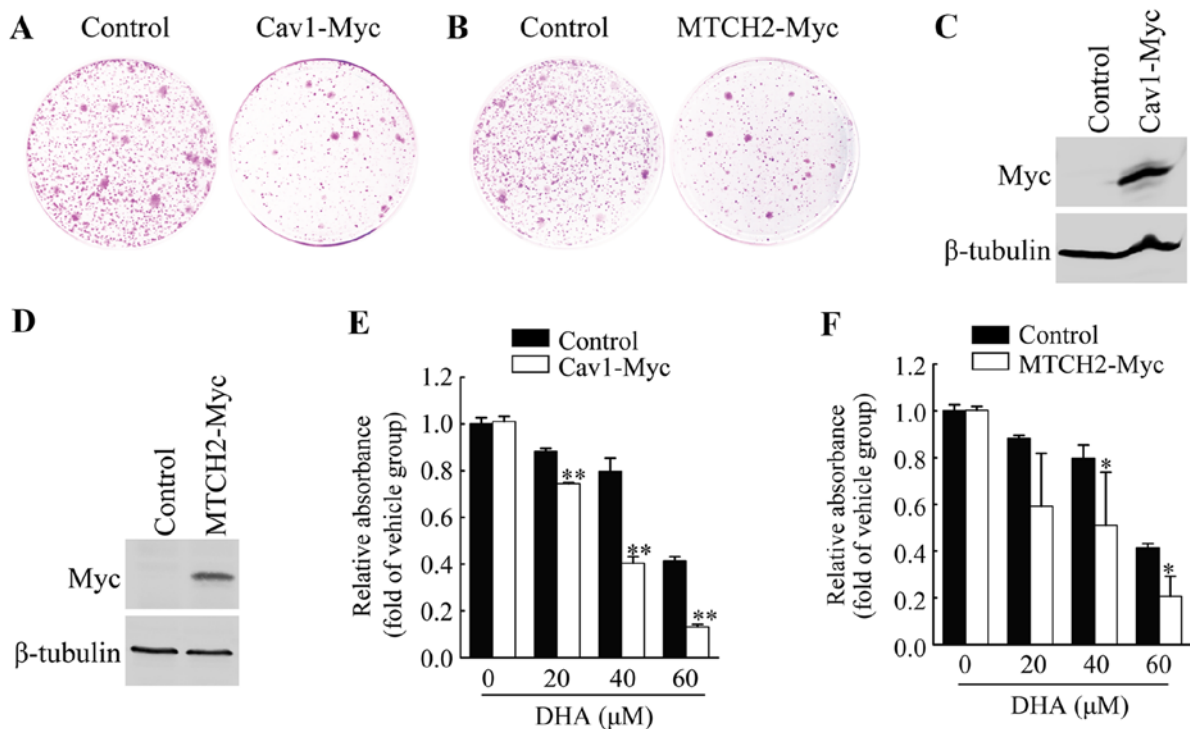 A
Control
Cav1-Myc
B
Control
MTCH2-Myc
C
Control
Cav1-Myc
Myc
β-tubulin
D
Control
MTCH2-Myc
Myc
β-tubulin
E
Control
Cav1-Myc
Relative absorbance
(fold of vehicle group)
1.2
1.0
0.8
0.6
0.4
0.2
0.0
**
**
**
0 20 40 60
DHA (μM)
F
Control
MTCH2-Myc
Relative absorbance
(fold of vehicle group)
1.2
1.0
0.8
0.6
0.4
0.2
0.0
*
*
0 20 40 60
DHA (μM)